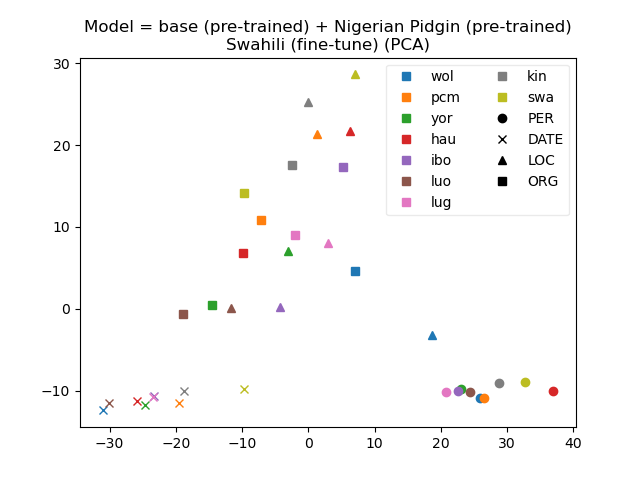 Model = base (pre-trained) + Nigerian Pidgin (pre-trained)
Swahili (fine-tune) (PCA)
30
20
10
0
−10
−30
−20
−10
0
10
20
30
40
wol
pcm
yor
hau
ibo
luo
lug
kin
swa
PER
DATE
LOC
ORG